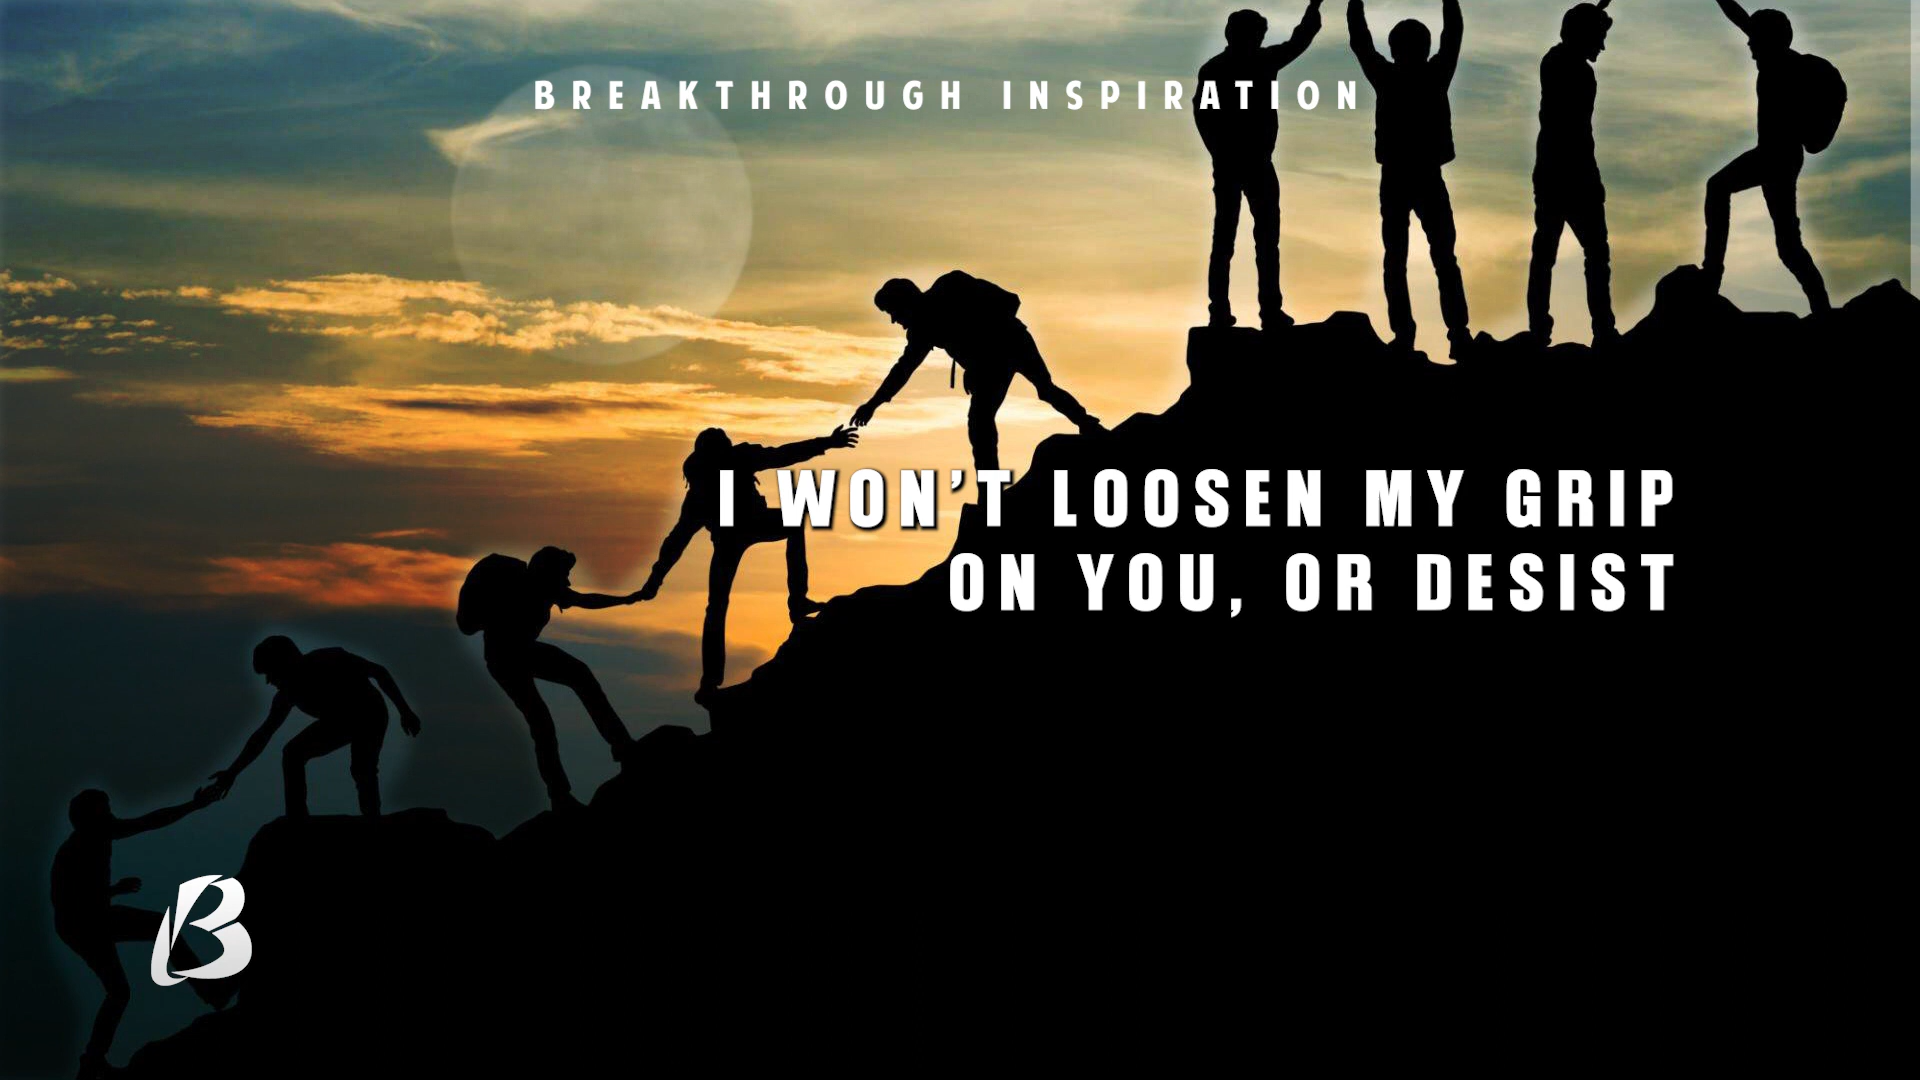 BREAKTHROUGH INSPIRATION
I WON'T LOOSEN MY GRIP
ON YOU, OR DESIST
B